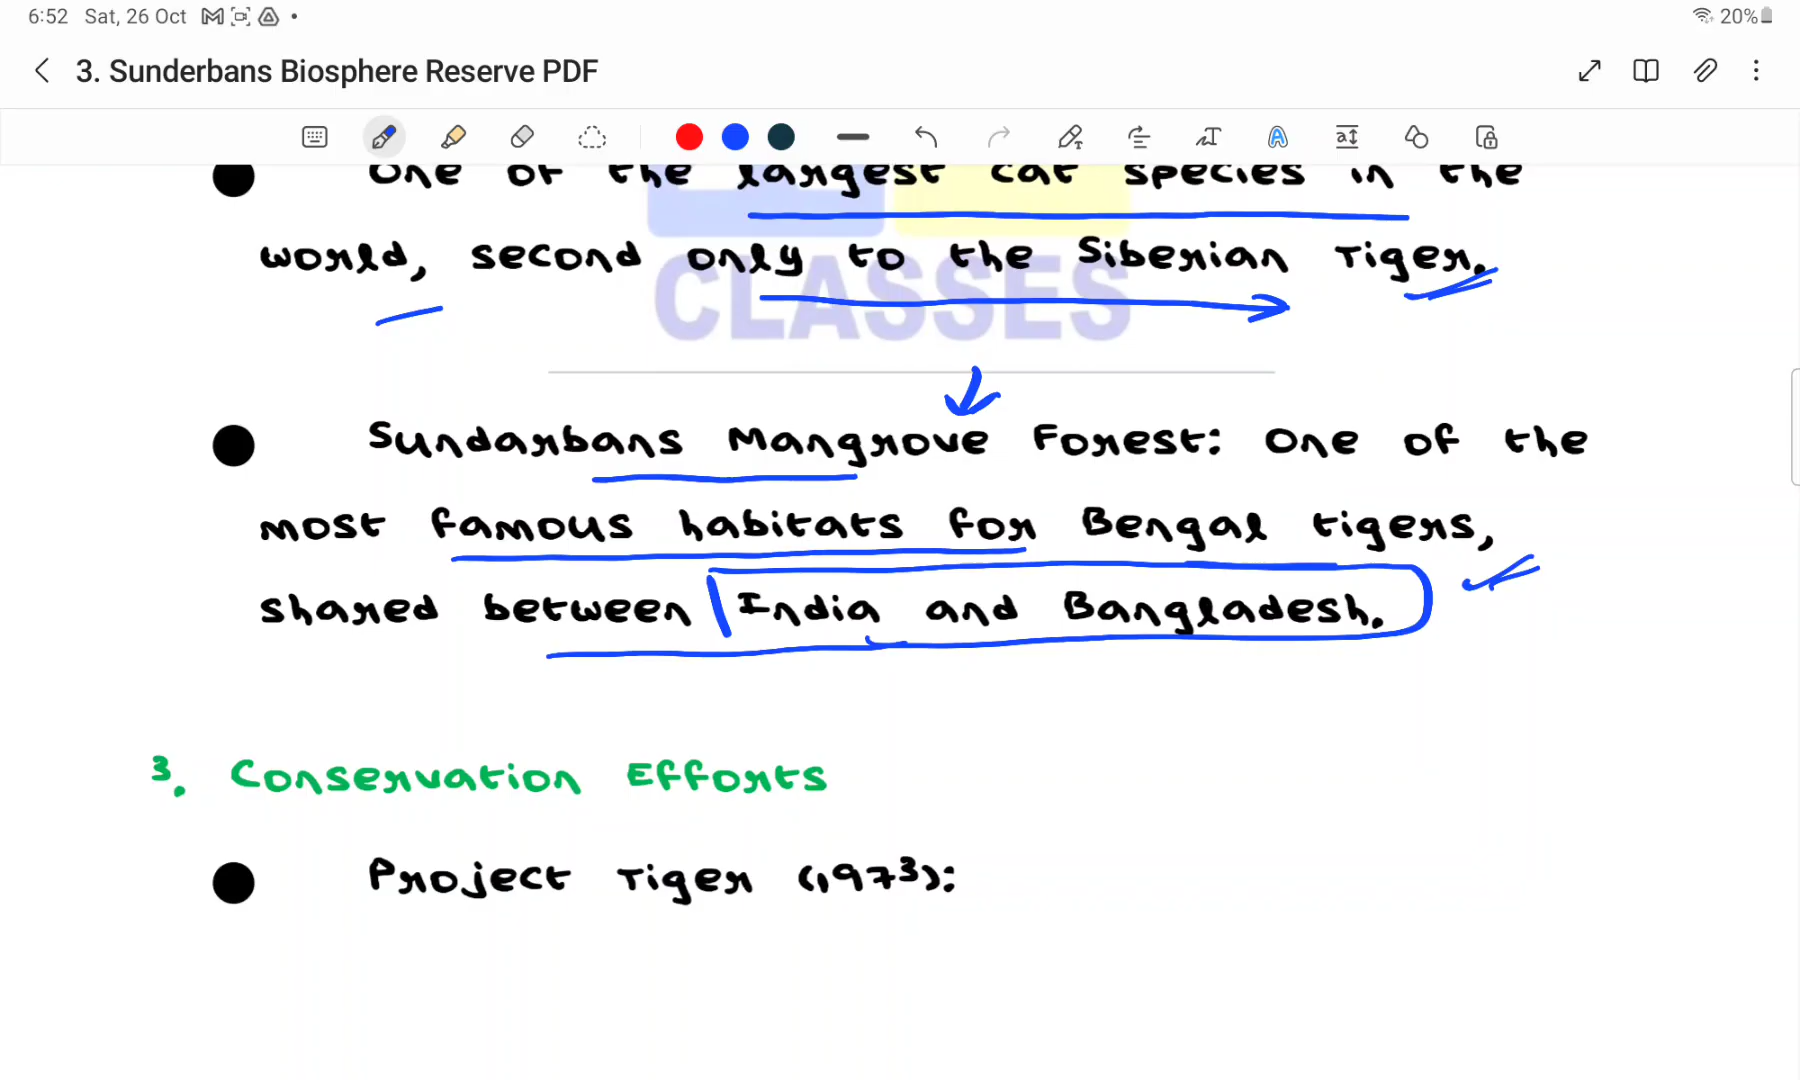 6:52 Sat, 26 Oct
20%
3. Sunderbans Biosphere Reserve PDF
One of the largest cat species in the
world, second only to the Siberian Tiger.
CLASSES
Sundarbans Mangrove Forest: One of the
most famous habitats for Bengal tigers,
shared between India and Bangladesh.
3. Conservation Efforts
Project Tiger (1973):